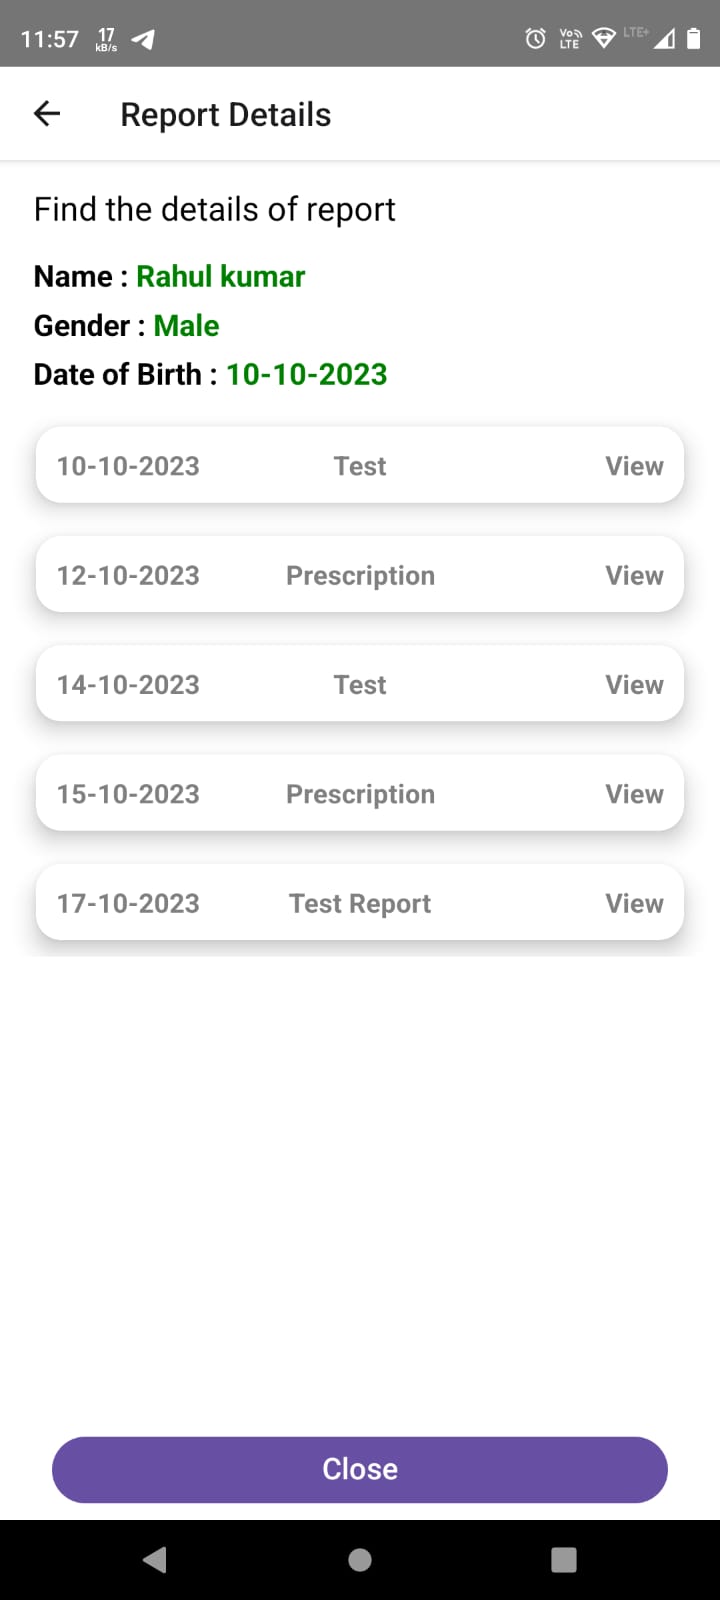 11:57 17 kB/s Vo LTE LTE+
Report Details
Find the details of report
Name : Rahul kumar
Gender : Male
Date of Birth : 10-10-2023
10-10-2023 Test View
12-10-2023 Prescription View
14-10-2023 Test View
15-10-2023 Prescription View
17-10-2023 Test Report View
Close